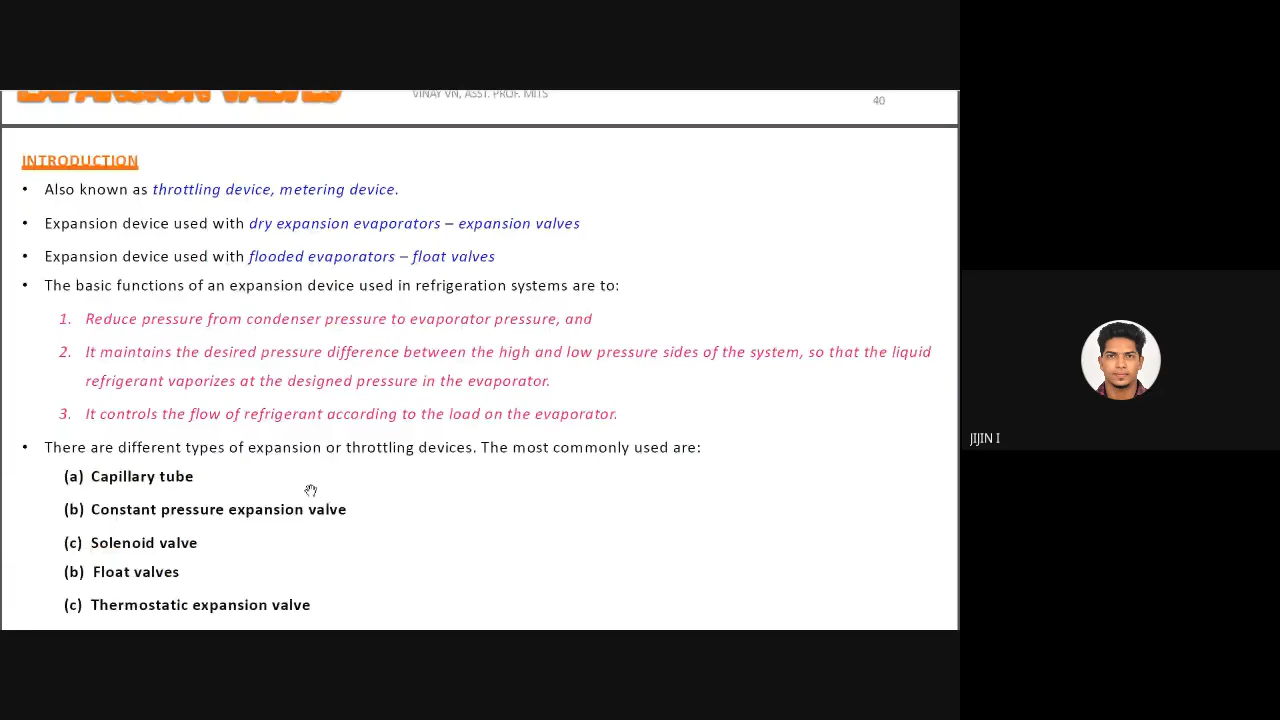 EXPANSION VALVES
VINAY VN, ASST. PROF. MITS
40
INTRODUCTION
• Also known as throttling device, metering device.
• Expansion device used with dry expansion evaporators – expansion valves
• Expansion device used with flooded evaporators – float valves
• The basic functions of an expansion device used in refrigeration systems are to:
1. Reduce pressure from condenser pressure to evaporator pressure, and
2. It maintains the desired pressure difference between the high and low pressure sides of the system, so that the liquid
refrigerant vaporizes at the designed pressure in the evaporator.
3. It controls the flow of refrigerant according to the load on the evaporator.
• There are different types of expansion or throttling devices. The most commonly used are:
(a) Capillary tube
(b) Constant pressure expansion valve
(c) Solenoid valve
(b) Float valves
(c) Thermostatic expansion valve
JIJIN I